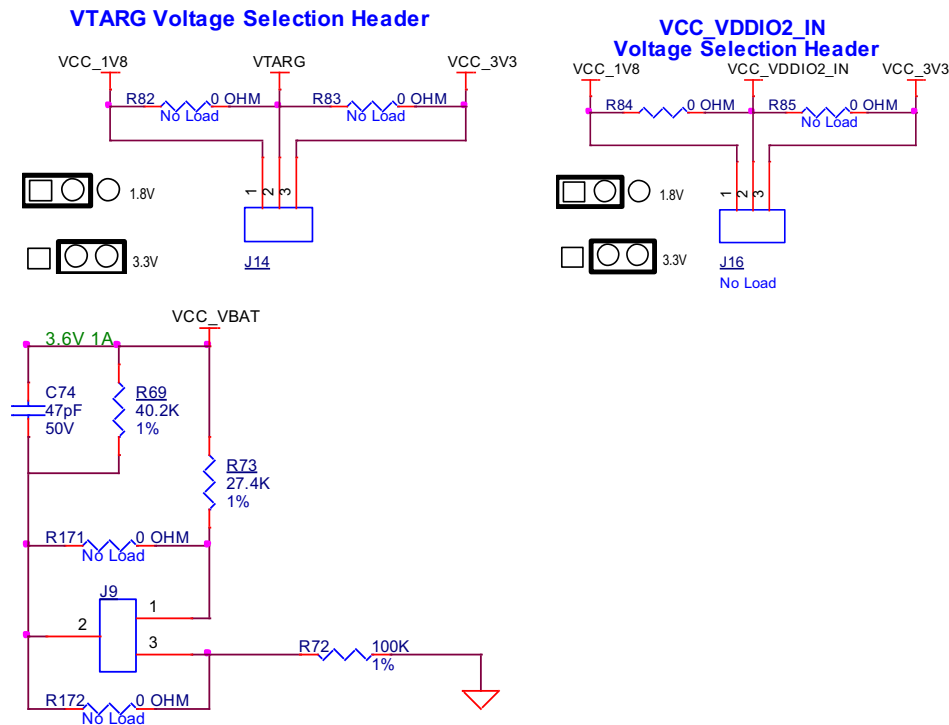 VTARG Voltage Selection Header
VCC_1V8
VTARG
VCC_3V3
R82
0 OHM
No Load
R83
0 OHM
No Load
1
2
3
1.8V
3.3V
J14
VCC_VDDIO2_IN
Voltage Selection Header
VCC_1V8
VCC_VDDIO2_IN
VCC_3V3
R84
0 OHM
R85
0 OHM
No Load
1
2
3
1.8V
3.3V
J16
No Load
VCC_VBAT
3.6V 1A
C74
47pF
50V
R69
40.2K
1%
R73
27.4K
1%
R171
0 OHM
No Load
J9
1
2
3
R72
100K
1%
R172
0 OHM
No Load